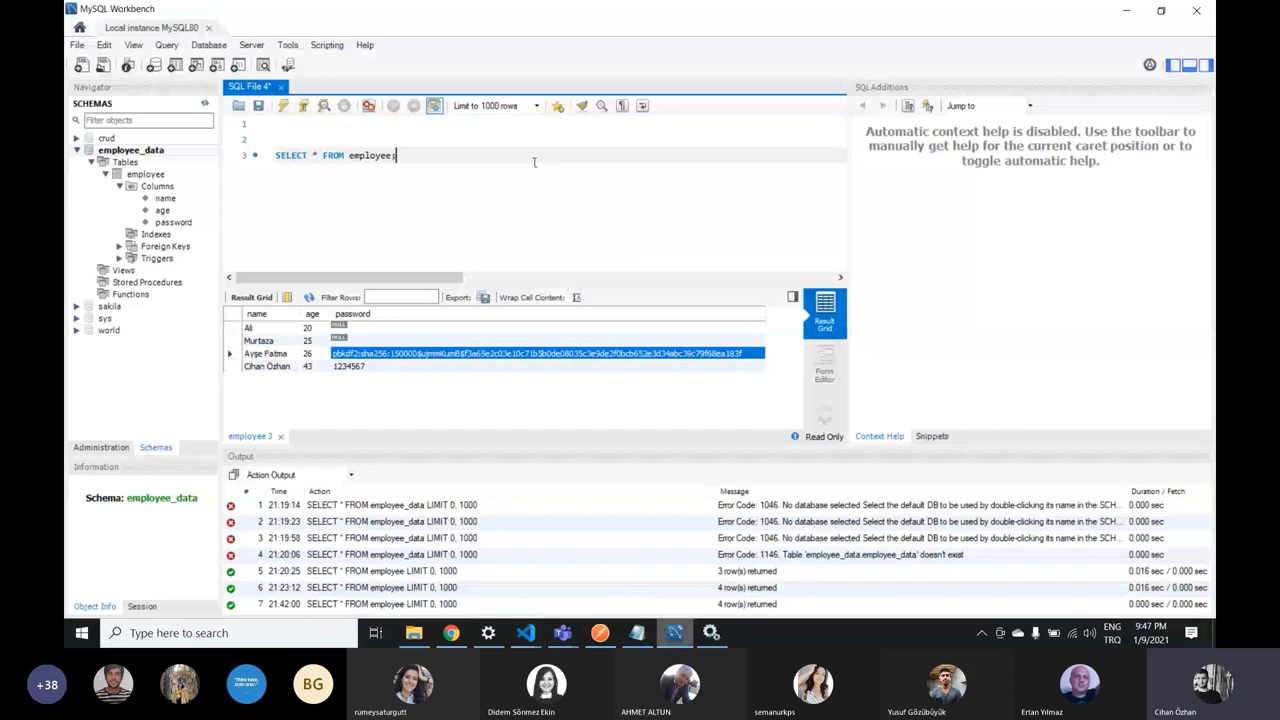 MySQL Workbench
Local instance MySQL80
File Edit View Query Database Server Tools Scripting Help
Navigator
SCHEMAS
Filter objects
crud
employee_data
Tables
employee
Columns
name
age
password
Indexes
Foreign Keys
Triggers
Views
Stored Procedures
Functions
sakila
sys
world
Administration Schemas
Information
Schema: employee_data
Object Info Session
SQL File 4*
Limit to 1000 rows
1
2
3 SELECT * FROM employee;
Result Grid Filter Rows: Export: Wrap Cell Content:
name age password
Ali 20 NULL
Murtaza 25 NULL
Ayşe Fatma 26
Cihan Özhan 43 1234567
Result Grid
Form Editor
employee 3
Read Only
SQLAdditions
Jump to
Automatic context help is disabled. Use the toolbar to
manually get help for the current caret position or to
toggle automatic help.
Context Help Snippets
Output
Action Output
# Time Action Message Duration / Fetch
1 21:19:14 SELECT * FROM employee_data LIMIT 0, 1000 Error Code: 1046. No database selected Select the default DB to be used by double-clicking its name in the SCH... 0.000 sec
2 21:19:23 SELECT * FROM employee_data LIMIT 0, 1000 Error Code: 1046. No database selected Select the default DB to be used by double-clicking its name in the SCH... 0.000 sec
3 21:19:58 SELECT * FROM employee_data LIMIT 0, 1000 Error Code: 1046. No database selected Select the default DB to be used by double-clicking its name in the SCH... 0.000 sec
4 21:20:06 SELECT * FROM employee_data LIMIT 0, 1000 Error Code: 1146. Table 'employee_data.employee_data' doesn't exist 0.000 sec
5 21:20:25 SELECT * FROM employee LIMIT 0, 1000 3 row(s) returned 0.016 sec / 0.000 sec
6 21:23:12 SELECT * FROM employee LIMIT 0, 1000 4 row(s) returned 0.000 sec / 0.000 sec
7 21:42:00 SELECT * FROM employee LIMIT 0, 1000 4 row(s) returned 0.000 sec / 0.000 sec
Type here to search
ENG
TRQ
9:47 PM
1/9/2021
+38
BG
rumeysaturgutt
Didem Sönmez Ekin
AHMET ALTUN
semanurkps
Yusuf Gözübüyük
Ertan Yılmaz
Cihan Özhan